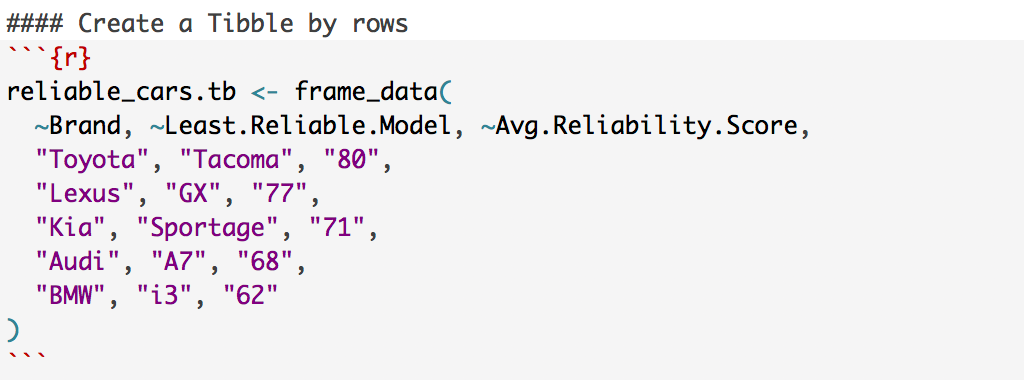 #### Create a Tibble by rows
```{r}
reliable_cars.tb <- frame_data(
  ~Brand, ~Least.Reliable.Model, ~Avg.Reliability.Score,
  "Toyota", "Tacoma", "80",
  "Lexus", "GX", "77",
  "Kia", "Sportage", "71",
  "Audi", "A7", "68",
  "BMW", "i3", "62"
)
```